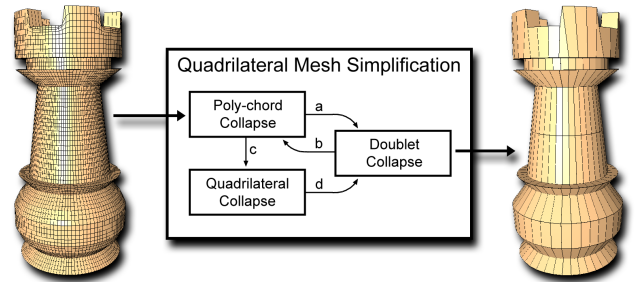 Quadrilateral Mesh Simplification
Poly-chord
Collapse
a
b
c
Doublet
Collapse
Quadrilateral
Collapse
d